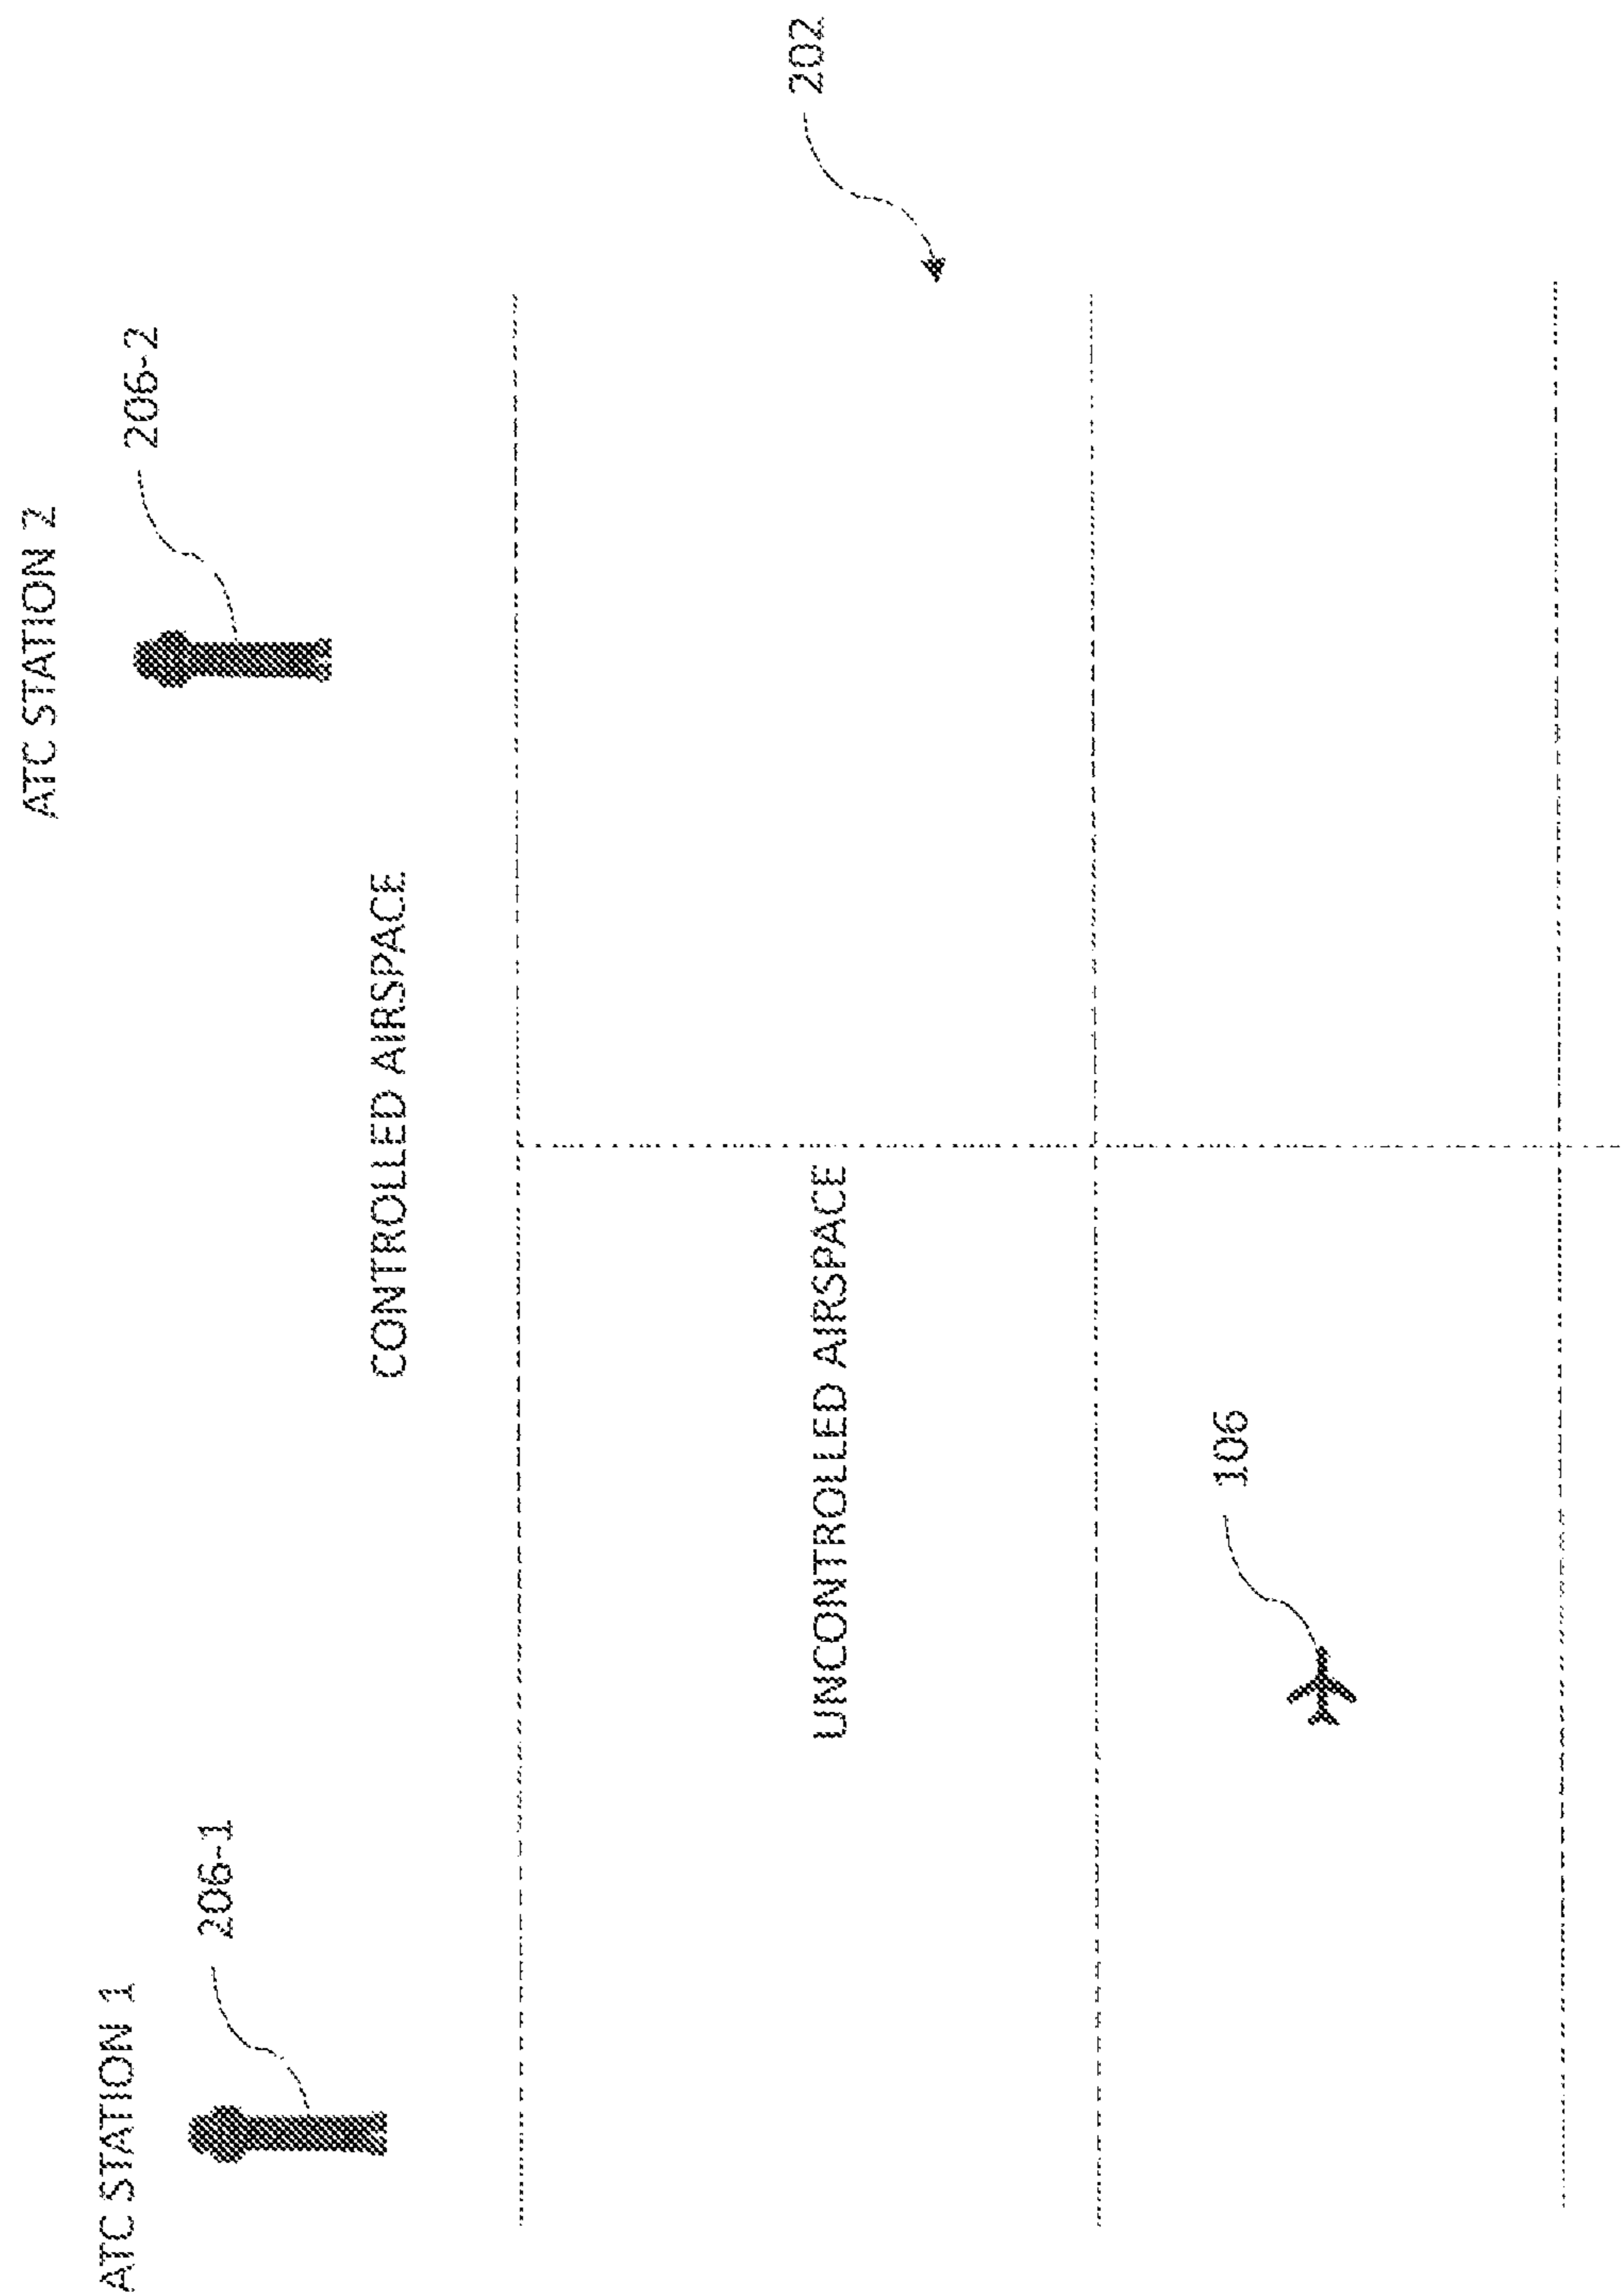 ATC STATION 1
206-1
ATC STATION 2
206-2
CONTROLLED AIRSPACE
202
UNCONTROLLED AIRSPACE
106